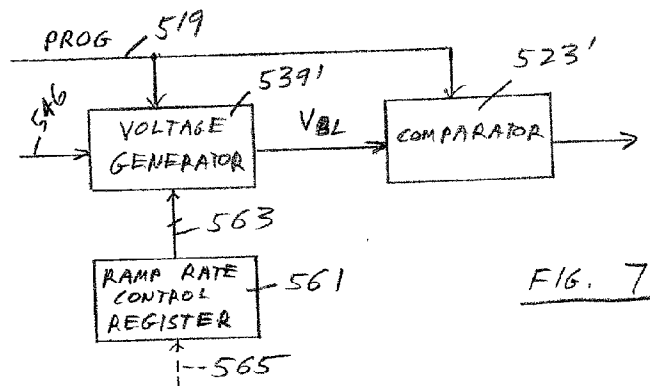 PROG
519
539'
523'
546
VOLTAGE
GENERATOR
VBL
COMPARATOR
563
RAMP RATE
CONTROL
REGISTER
561
FIG. 7
565